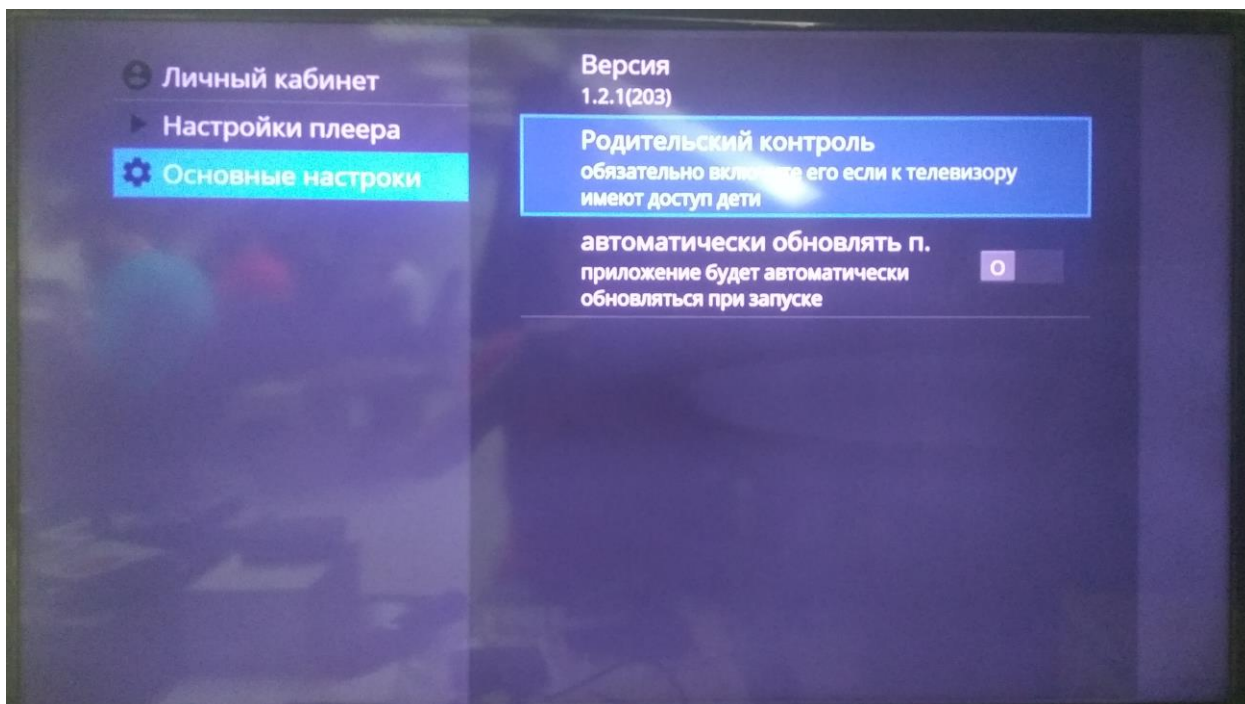 Личный кабинет
Настройки плеера
Основные настроки
Версия
1.2.1(203)
Родительский контроль
обязательно его если к телевизору
имеют доступ дети
автоматически обновлять п.
приложение будет автоматически
обновляться при запуске
O